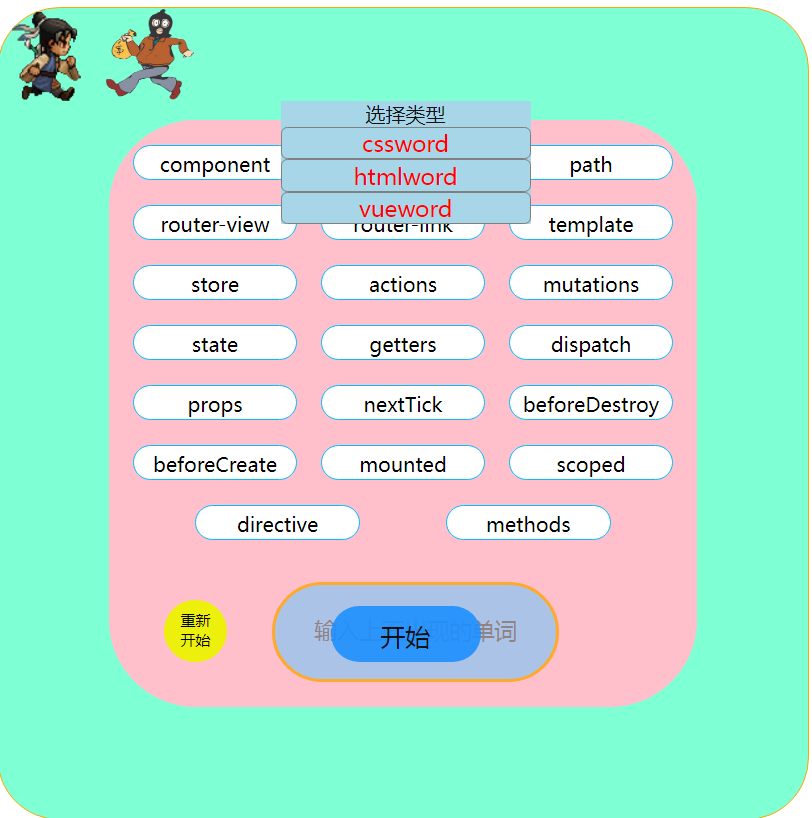 选择类型
cssword
htmlword
vueword
component
path
router-view
router-link
template
store
actions
mutations
state
getters
dispatch
props
nextTick
beforeDestroy
beforeCreate
mounted
scoped
directive
methods
重新
开始
输入上
现的单词
开始